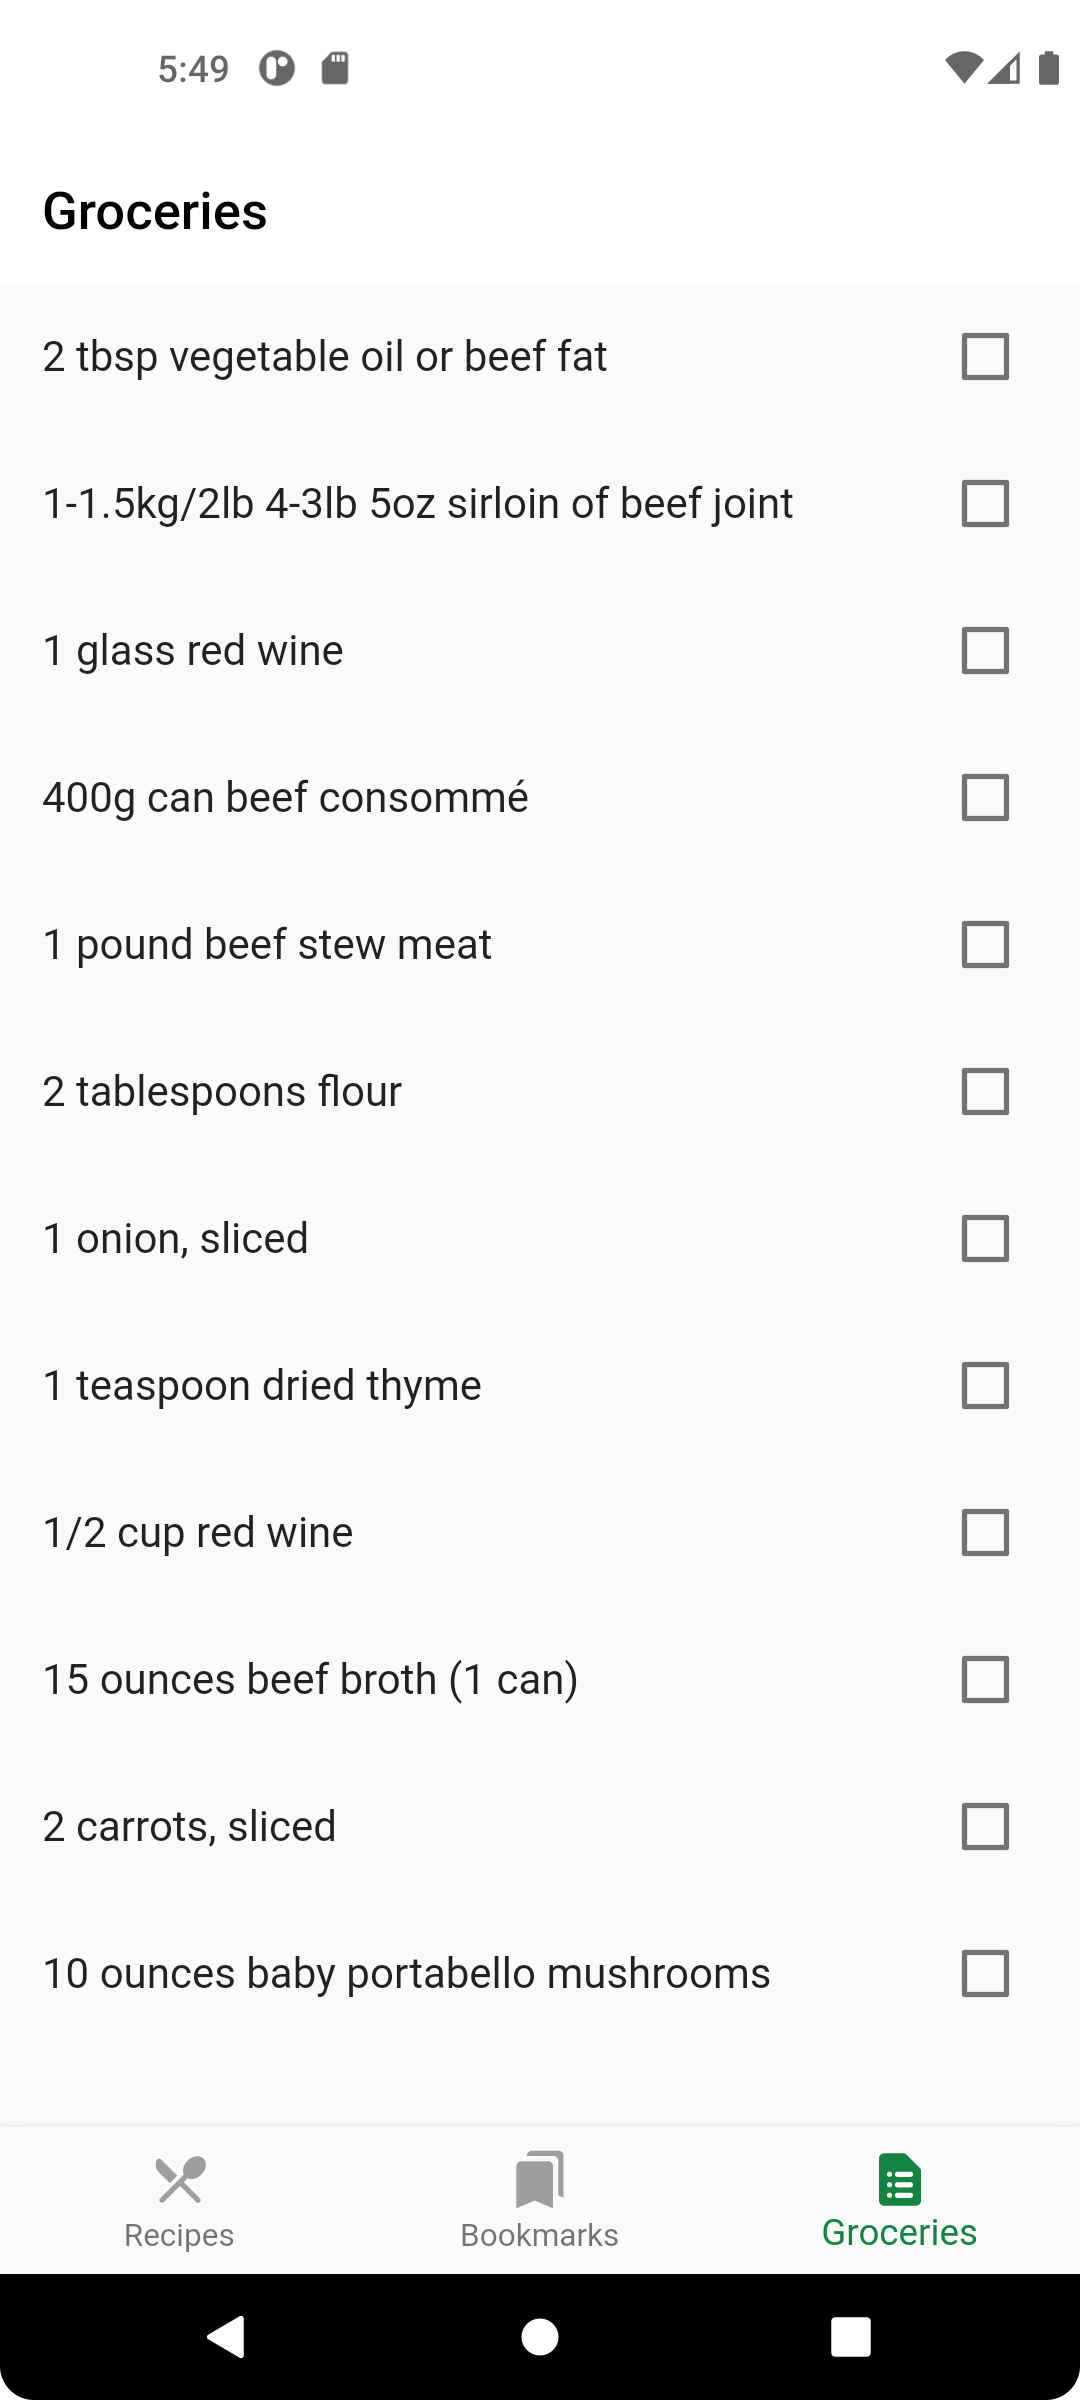 5:49
Groceries
2 tbsp vegetable oil or beef fat
1-1.5kg/2lb 4-3lb 5oz sirloin of beef joint
1 glass red wine
400g can beef consommé
1 pound beef stew meat
2 tablespoons flour
1 onion, sliced
1 teaspoon dried thyme
1/2 cup red wine
15 ounces beef broth (1 can)
2 carrots, sliced
10 ounces baby portabello mushrooms
Recipes
Bookmarks
Groceries